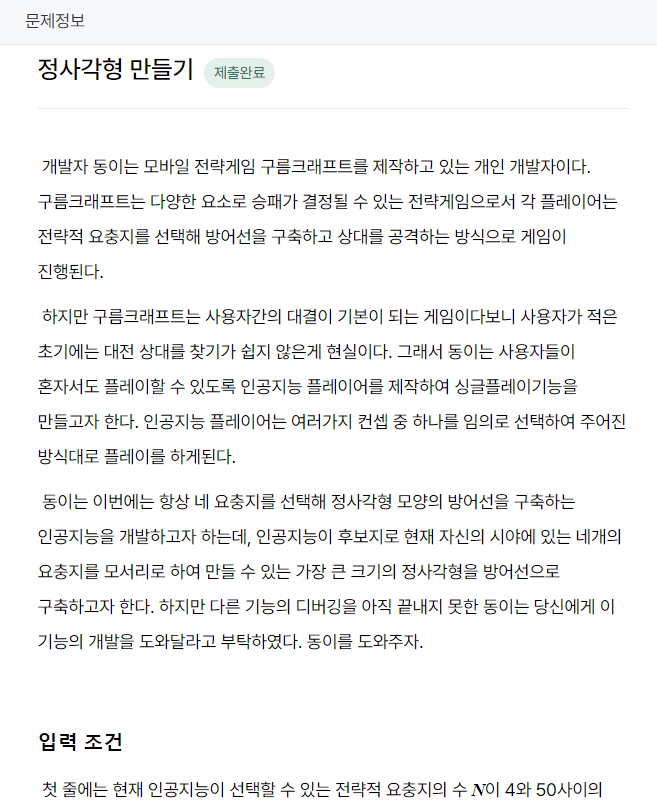 문제정보
정사각형 만들기 제출완료
개발자 동이는 모바일 전략게임 구름크래프트를 제작하고 있는 개인 개발자이다.
구름크래프트는 다양한 요소로 승패가 결정될 수 있는 전략게임으로서 각 플레이어는
전략적 요충지를 선택해 방어선을 구축하고 상대를 공격하는 방식으로 게임이
진행된다.
하지만 구름크래프트는 사용자간의 대결이 기본이 되는 게임이다보니 사용자가 적은
초기에는 대전 상대를 찾기가 쉽지 않은게 현실이다. 그래서 동이는 사용자들이
혼자서도 플레이할 수 있도록 인공지능 플레이어를 제작하여 싱글플레이기능을
만들고자 한다. 인공지능 플레이어는 여러가지 컨셉 중 하나를 임의로 선택하여 주어진
방식대로 플레이를 하게된다.
동이는 이번에는 항상 네 요충지를 선택해 정사각형 모양의 방어선을 구축하는
인공지능을 개발하고자 하는데, 인공지능이 후보지로 현재 자신의 시야에 있는 네개의
요충지를 모서리로 하여 만들 수 있는 가장 큰 크기의 정사각형을 방어선으로
구축하고자 한다. 하지만 다른 기능의 디버깅을 아직 끝내지 못한 동이는 당신에게 이
기능의 개발을 도와달라고 부탁하였다. 동이를 도와주자.
입력 조건
첫 줄에는 현재 인공지능이 선택할 수 있는 전략적 요충지의 수 N이 4와 50사이의